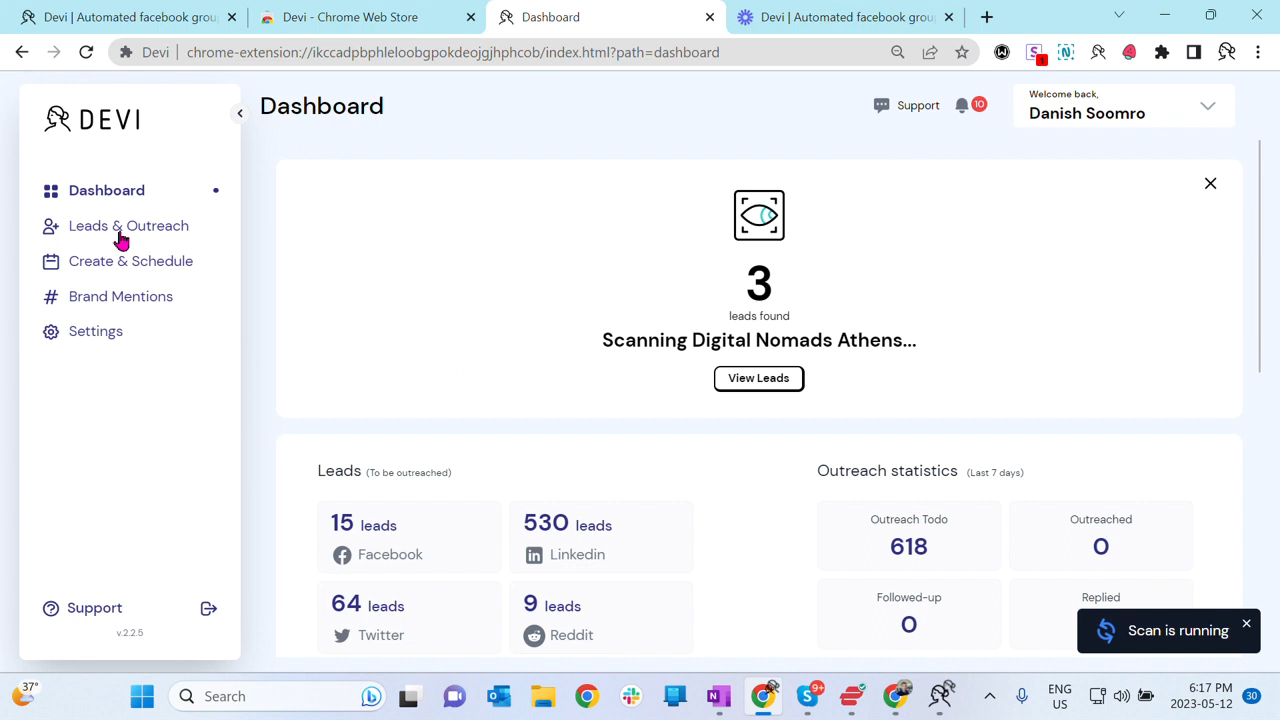 Devi | Automated facebook grou
Devi - Chrome Web Store
Dashboard
Devi | Automated facebook group
Devi | chrome-extension://ikccadpbphleloobgpokdeojgjhphcob/index.html?path=dashboard
1
DEVI
Dashboard
Leads & Outreach
Create & Schedule
Brand Mentions
Settings
Support
v.2.2.5
Dashboard
Support
10
Welcome back,
Danish Soomro
3
leads found
Scanning Digital Nomads Athens...
View Leads
Leads (To be outreached)
15 leads
Facebook
530 leads
Linkedin
64 leads
Twitter
9 leads
Reddit
Outreach statistics (Last 7 days)
Outreach Todo
618
Outreached
0
Followed-up
0
Replied
Scan is running
37°
Search
9+
ENG
US
6:17 PM
2023-05-12
30